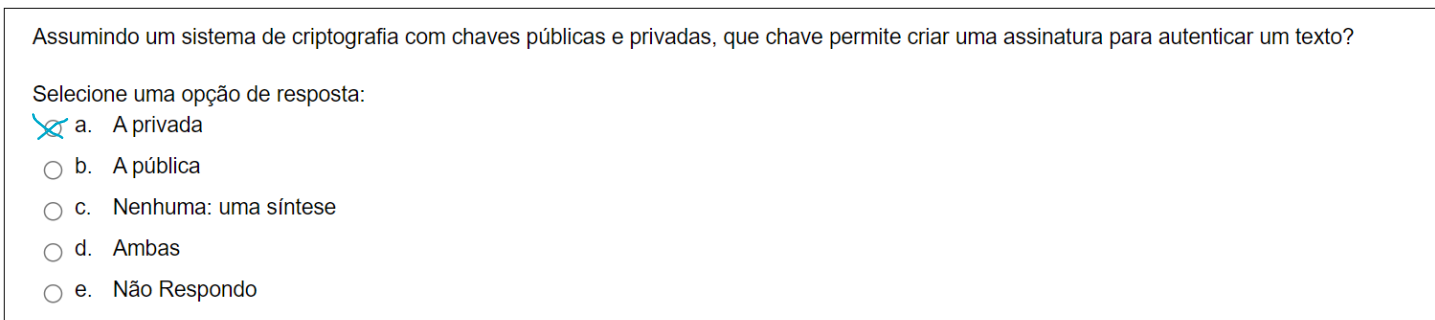 Assumindo um sistema de criptografia com chaves públicas e privadas, que chave permite criar uma assinatura para autenticar um texto?
Selecione uma opção de resposta:
a. A privada
b. A pública
c. Nenhuma: uma síntese
d. Ambas
e. Não Respondo